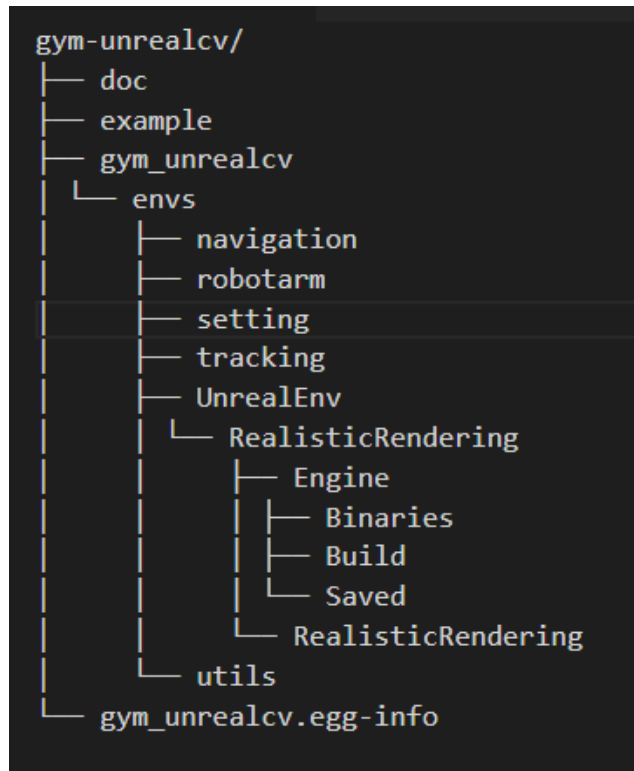 gym-unrealcv/
├── doc
├── example
├── gym_unrealcv
│ └── envs
│     ├── navigation
│     ├── robotarm
│     ├── setting
│     ├── tracking
│     ├── UnrealEnv
│     │ └── RealisticRendering
│     │     ├── Engine
│     │     │ ├── Binaries
│     │     │ ├── Build
│     │     │ └── Saved
│     │     └── RealisticRendering
│     └── utils
└── gym_unrealcv.egg-info